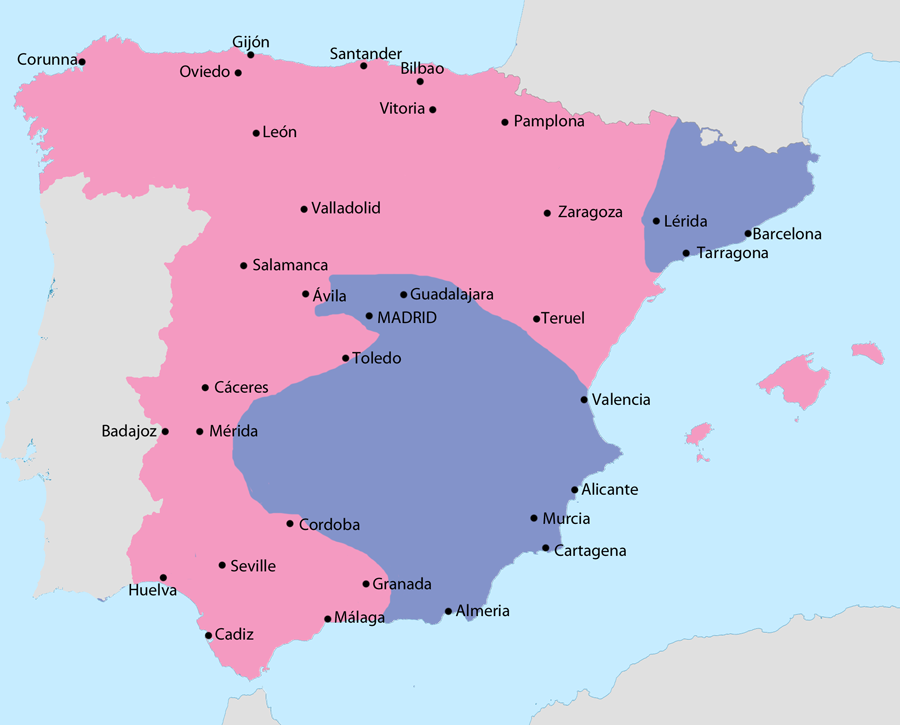 Gijón
Corunna
Santander
Oviedo
Bilbao
Vitoria
Pamplona
León
Valladolid
Zaragoza
Lérida
Barcelona
Tarragona
Salamanca
Ávila
Guadalajara
MADRID
Teruel
Toledo
Cáceres
Valencia
Badajoz
Mérida
Alicante
Murcia
Cordoba
Cartagena
Seville
Granada
Huelva
Almeria
Málaga
Cadiz